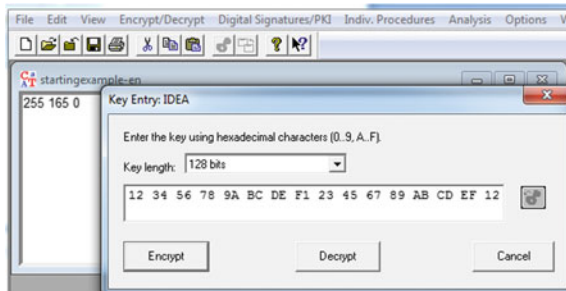 File Edit View Encrypt/Decrypt Digital Signatures/PKI Indiv. Procedures Analysis Options
startingexample-en
255 165 0
Key Entry: IDEA
Enter the key using hexadecimal characters (0..9, A..F).
Key length: 128 bits
12 34 56 78 9A BC DE F1 23 45 67 89 AB CD EF 12
Encrypt Decrypt Cancel